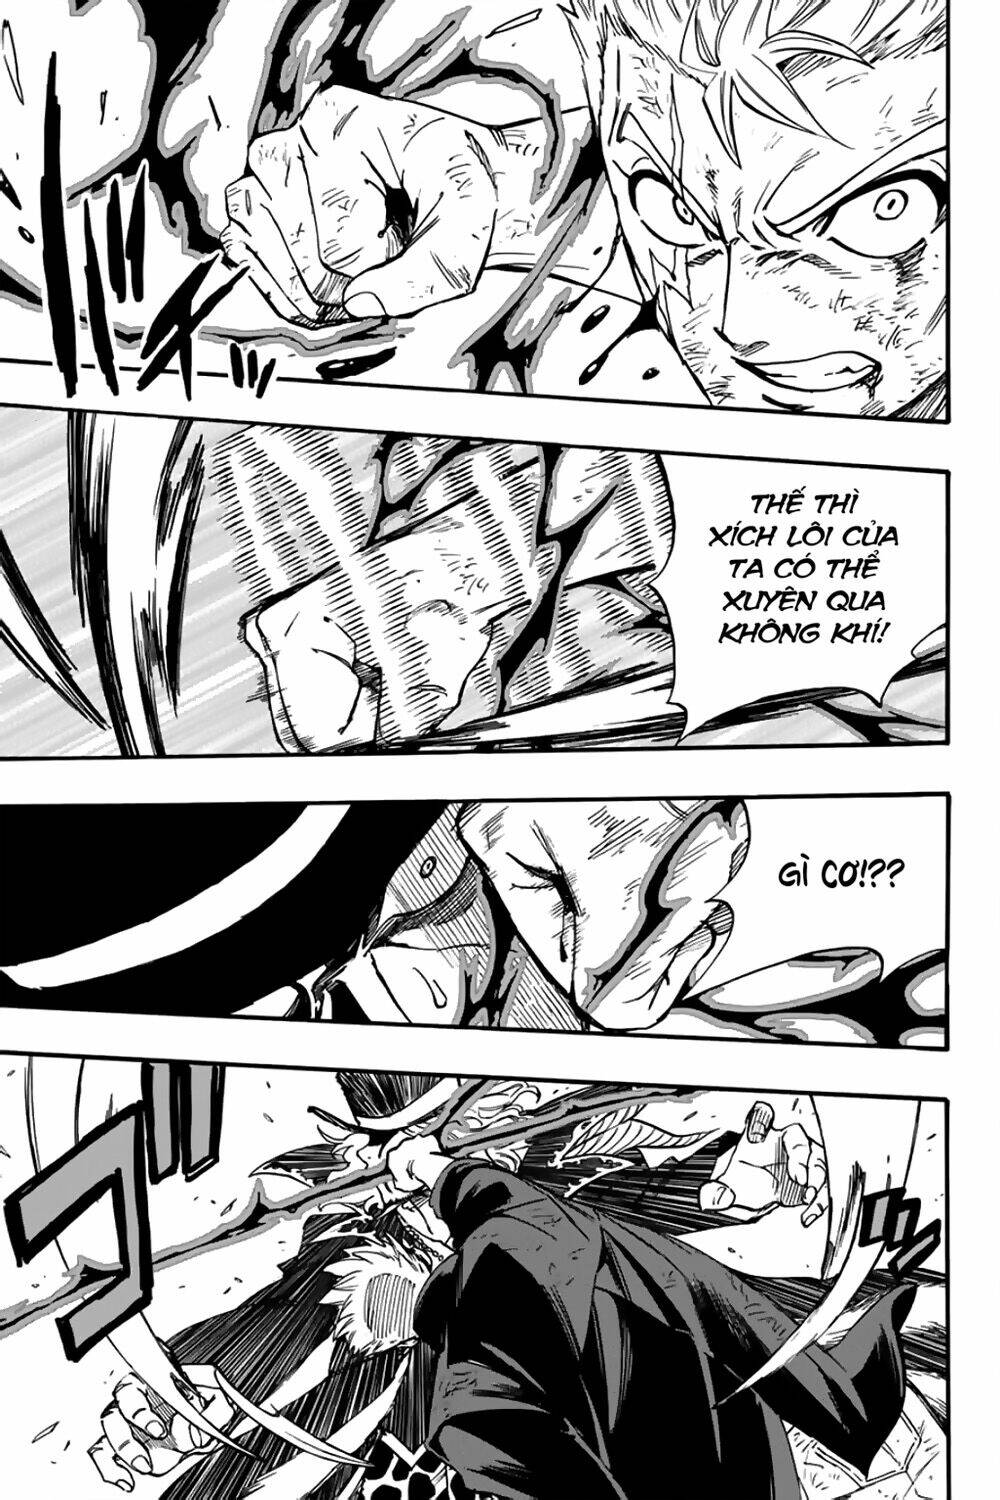 THẾ THÌ
XÍCH LÔI CỦA
TA CÓ THỂ
XUYÊN QUA
KHÔNG KHÍ!
GÌ CƠ!??